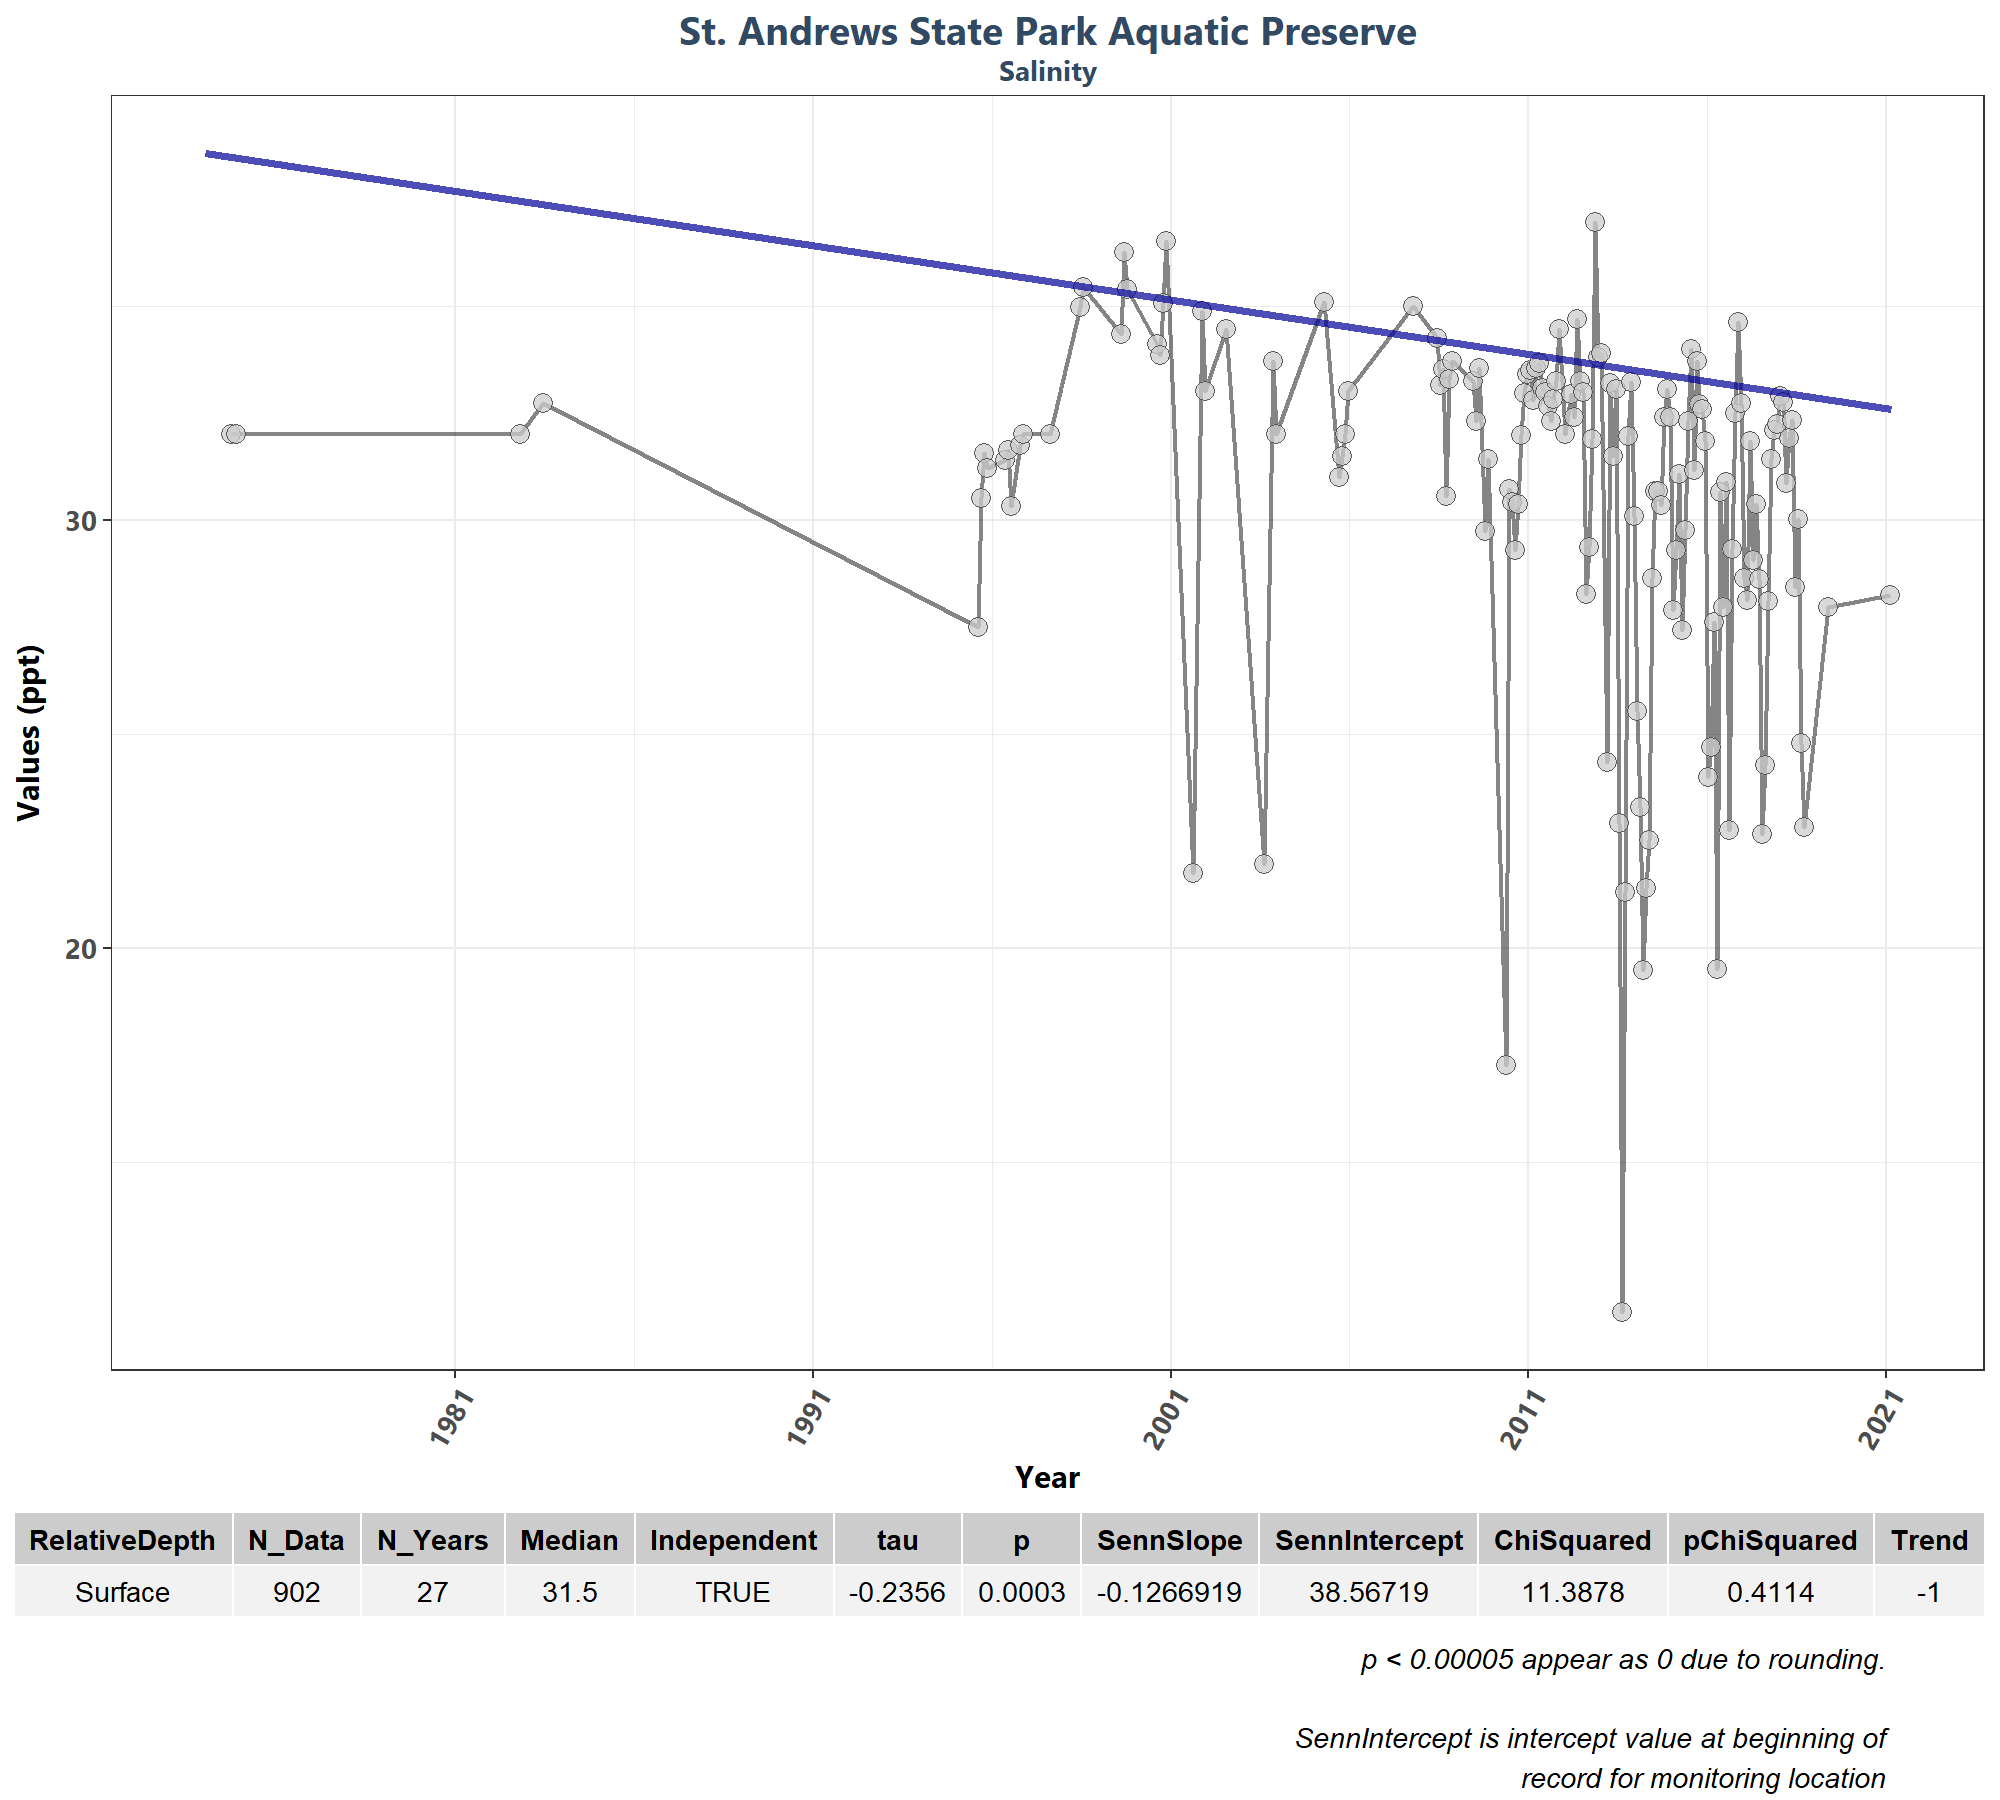 St. Andrews State Park Aquatic Preserve
Salinity
Values (ppt)
30
20
1981
1991
2001
2011
2021
Year
RelativeDepth N_Data N_Years Median Independent tau p SennSlope SennIntercept ChiSquared pChiSquared Trend
Surface 902 27 31.5 TRUE -0.2356 0.0003 -0.1266919 38.56719 11.3878 0.4114 -1
p < 0.00005 appear as 0 due to rounding.
SennIntercept is intercept value at beginning of
record for monitoring location